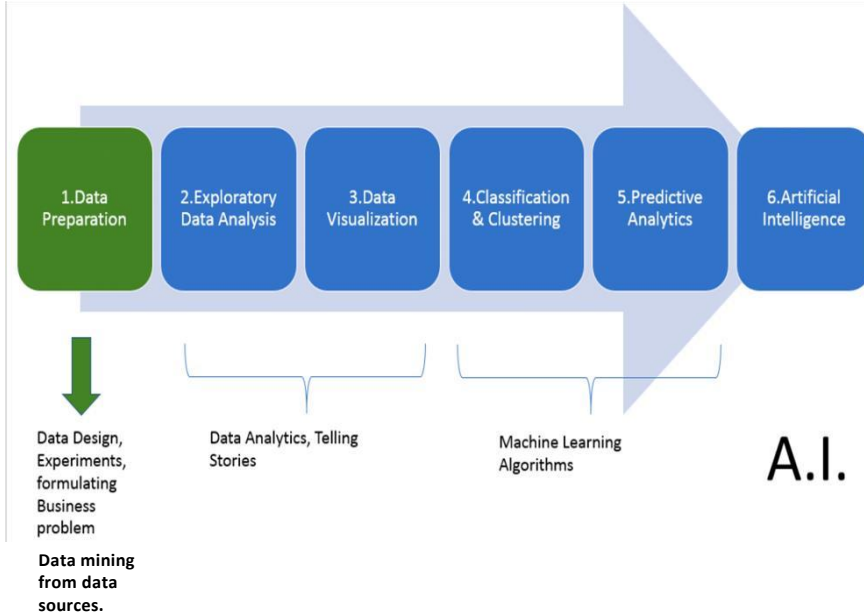 1.Data
Preparation
2.Exploratory
Data Analysis
3.Data
Visualization
4.Classification
& Clustering
5.Predictive
Analytics
6.Artificial
Intelligence
Data Design,
Experiments,
formulating
Business
problem
Data mining
from data
sources.
Data Analytics, Telling
Stories
Machine Learning
Algorithms
A.I.